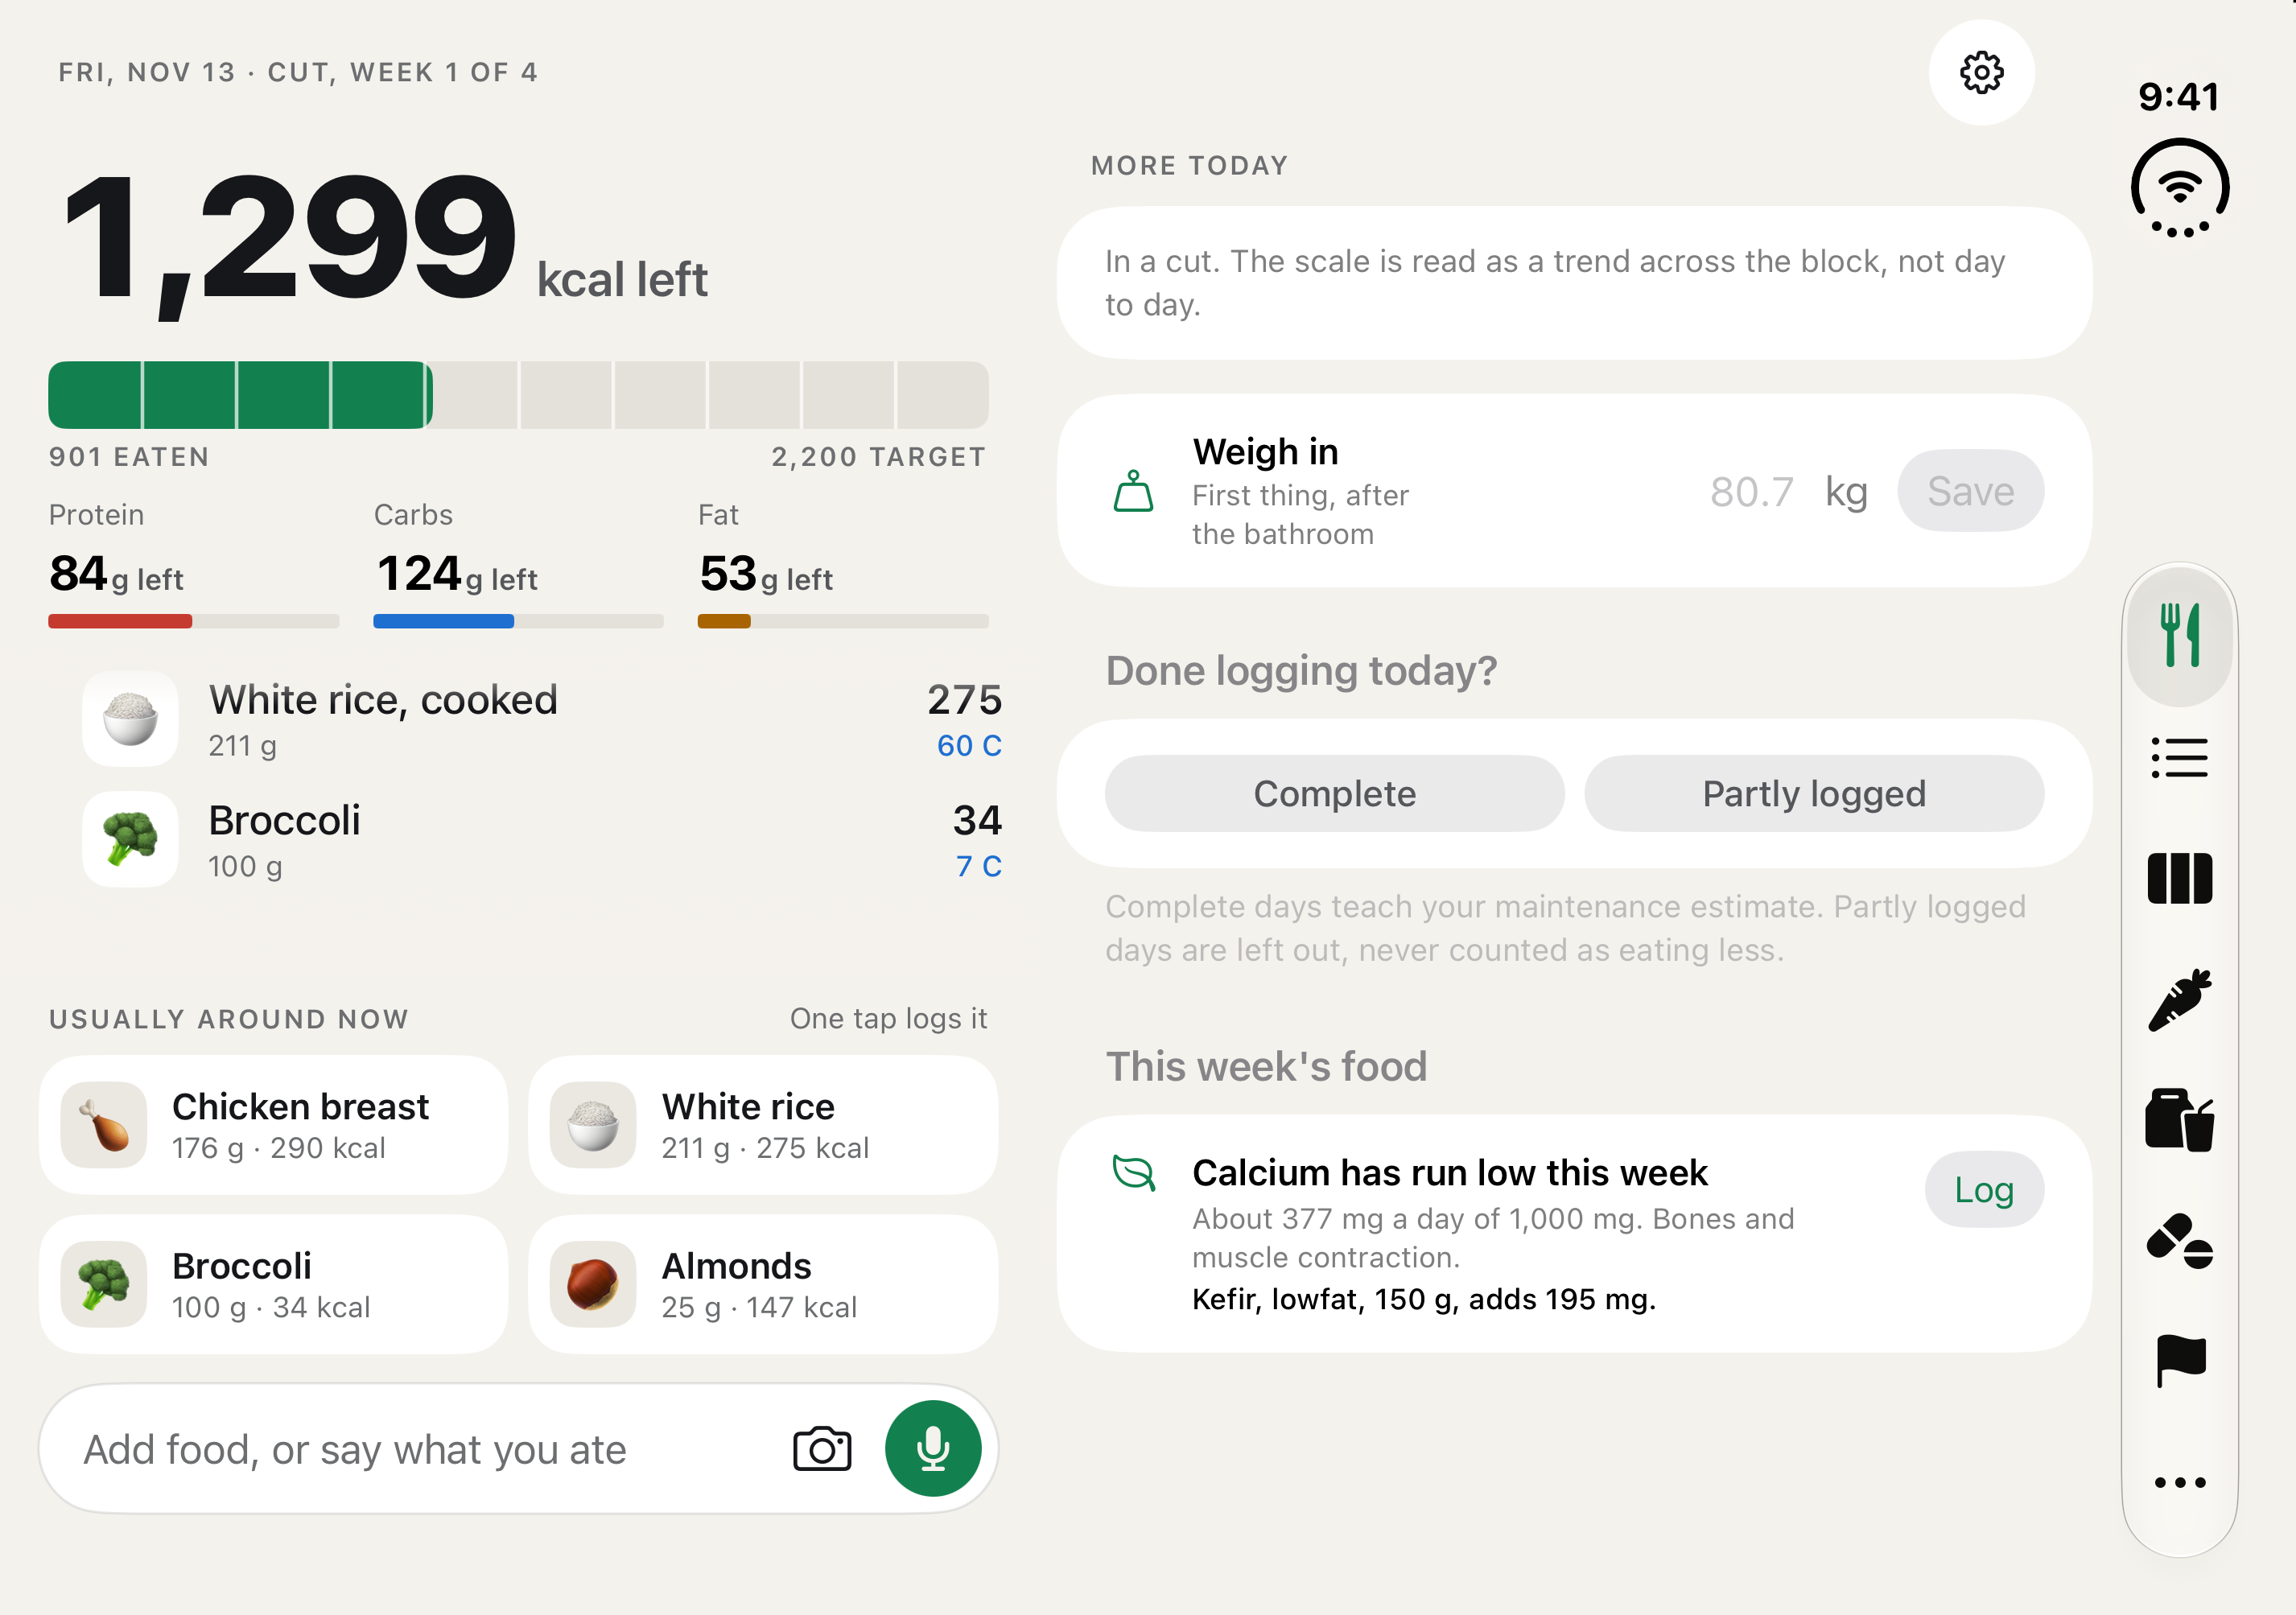 FRI, NOV 13 · CUT, WEEK 1 OF 4
1,299 kcal left
901 EATEN
2,200 TARGET
Protein
84g left
Carbs
124g left
Fat
53g left
White rice, cooked
211 g
275
60 C
Broccoli
100 g
34
7 C
USUALLY AROUND NOW
One tap logs it
Chicken breast
176 g · 290 kcal
White rice
211 g · 275 kcal
Broccoli
100 g · 34 kcal
Almonds
25 g · 147 kcal
Add food, or say what you ate
MORE TODAY
In a cut. The scale is read as a trend across the block, not day
to day.
Weigh in
First thing, after
the bathroom
80.7 kg
Save
Done logging today?
Complete
Partly logged
Complete days teach your maintenance estimate. Partly logged
days are left out, never counted as eating less.
This week's food
Calcium has run low this week
About 377 mg a day of 1,000 mg. Bones and
muscle contraction.
Kefir, lowfat, 150 g, adds 195 mg.
Log
9:41